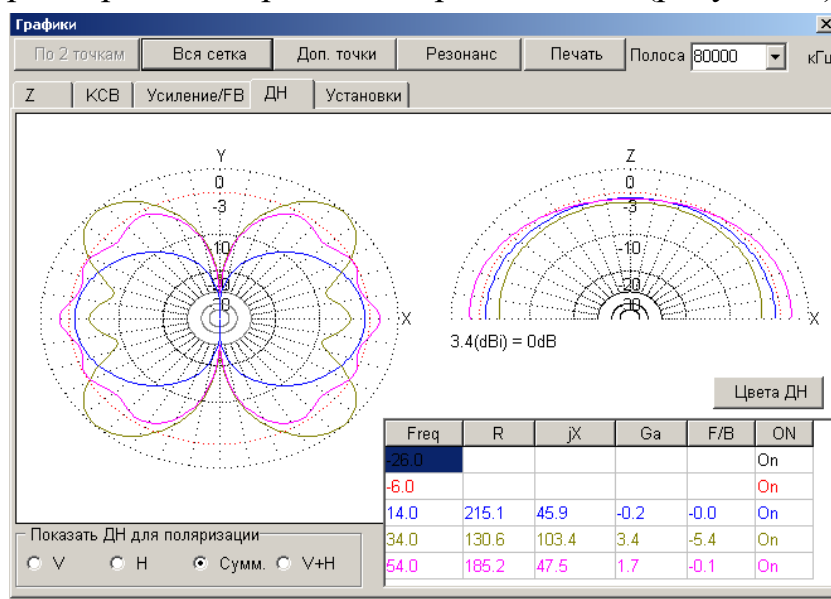 Графики
По 2 точкам Вся сетка Доп. точки Резонанс Печать Полоса 80000 кГц
Z КСВ Усиление/FB ДН Установки
Y
0
-3
-10
-20
X
Z
0
-3
-10
-20
X
3.4(dBi) = 0dB
Цвета ДН
Freq R jX Ga F/B ON
-26.0 On
-6.0 On
14.0 215.1 45.9 -0.2 -0.0 On
34.0 130.6 103.4 3.4 -5.4 On
54.0 185.2 47.5 1.7 -0.1 On
Показать ДН для поляризации
V H Сумм. V+H